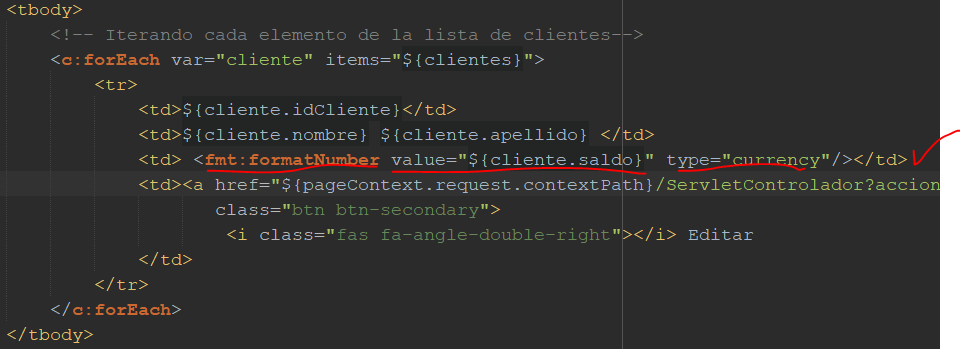 <tbody>
<!-- Iterando cada elemento de la lista de clientes-->
<c:forEach var="cliente" items="${clientes}">
<tr>
<td>${cliente.idCliente}</td>
<td>${cliente.nombre} ${cliente.apellido} </td>
<td> <fmt:formatNumber value="${cliente.saldo}" type="currency"/></td>
<td><a href="${pageContext.request.contextPath}/ServletControlador?accion
class="btn btn-secondary">
<i class="fas fa-angle-double-right"></i> Editar
</td>
</tr>
</c:forEach>
</tbody>